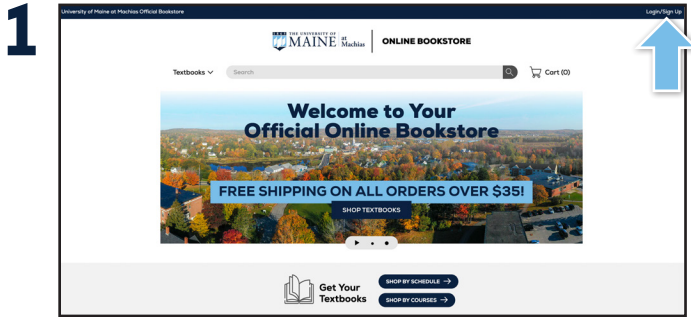 1
University of Maine at Machias Official Bookstore
Login/Sign Up
THE UNIVERSITY OF
MAINE at Machias
ONLINE BOOKSTORE
Textbooks
Search
Cart (0)
Welcome to Your
Official Online Bookstore
FREE SHIPPING ON ALL ORDERS OVER $35!
SHOP TEXTBOOKS
Get Your
Textbooks
SHOP BY SCHEDULE →
SHOP BY COURSES →